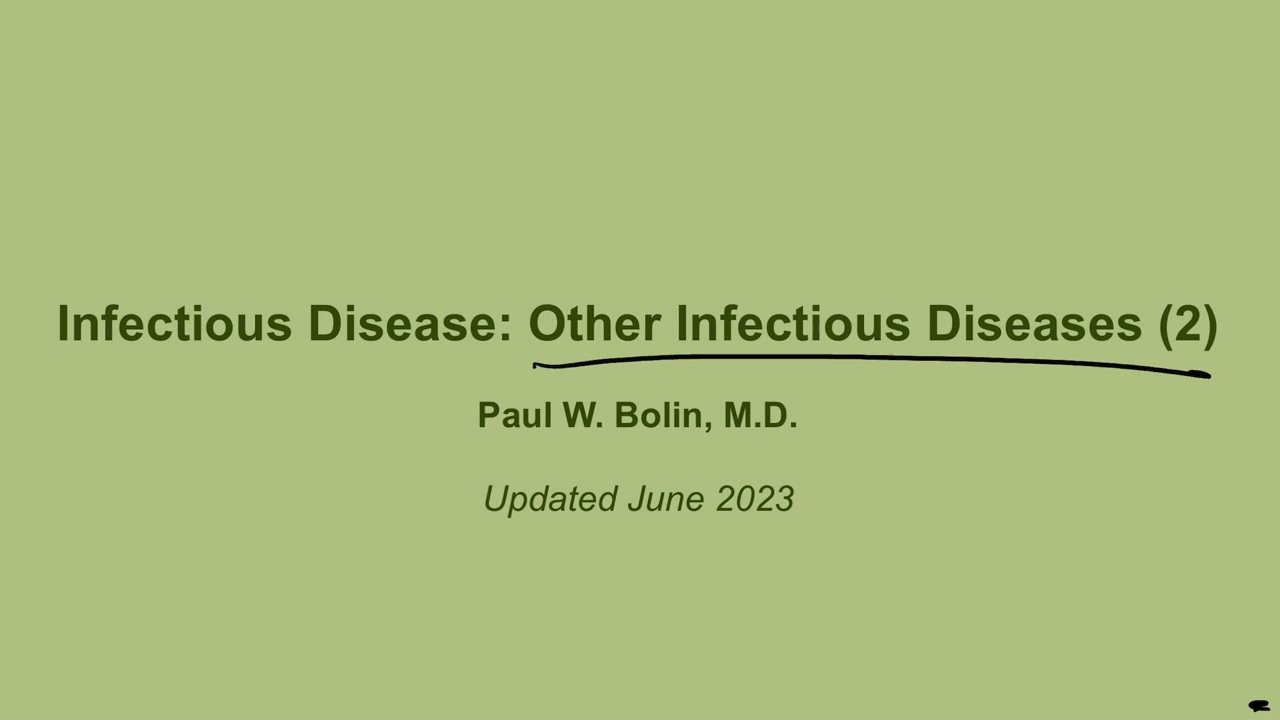 Infectious Disease: Other Infectious Diseases (2)
Paul W. Bolin, M.D.
Updated June 2023